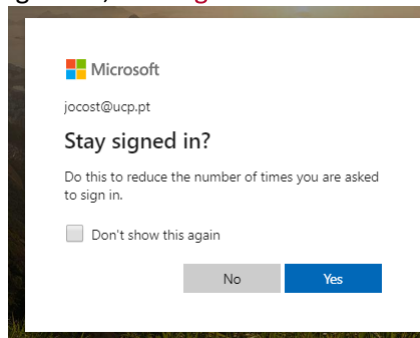 Microsoft
jocost@ucp.pt
Stay signed in?
Do this to reduce the number of times you are asked
to sign in.
Don't show this again
No
Yes